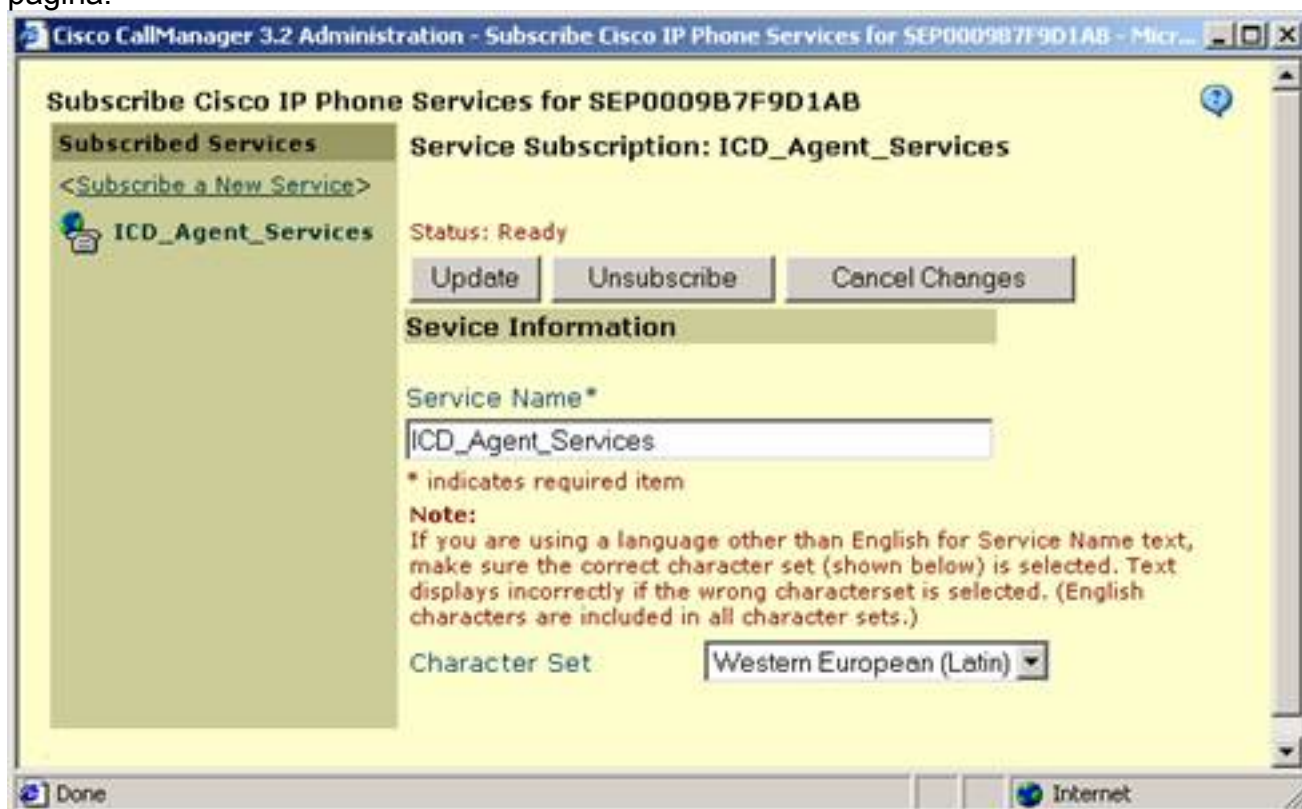 pagina.
Cisco CallManager 3.2 Administration - Subscribe Cisco IP Phone Services for SEP0009B7F9D1AB - Micr...
Subscribe Cisco IP Phone Services for SEP0009B7F9D1AB
Subscribed Services
<Subscribe a New Service>
ICD_Agent_Services
Service Subscription: ICD_Agent_Services
Status: Ready
Update
Unsubscribe
Cancel Changes
Sevice Information
Service Name*
ICD_Agent_Services
* indicates required item
Note:
If you are using a language other than English for Service Name text,
make sure the correct character set (shown below) is selected. Text
displays incorrectly if the wrong characterset is selected. (English
characters are included in all character sets.)
Character Set
Western European (Latin)
Done
Internet